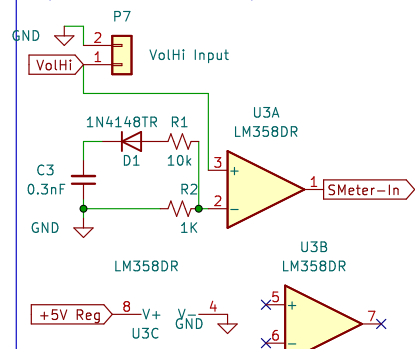 P7
GND
2
VolHi
1
VolHi Input
U3A
LM358DR
1N4148TR
R1
D1
10k
3
+
C3
0.3nF
R2
1
SMeter-In
2
-
GND
1K
U3B
LM358DR
LM358DR
+5V Reg
8
V+
V-
4
GND
U3C
5
+
7
6
-